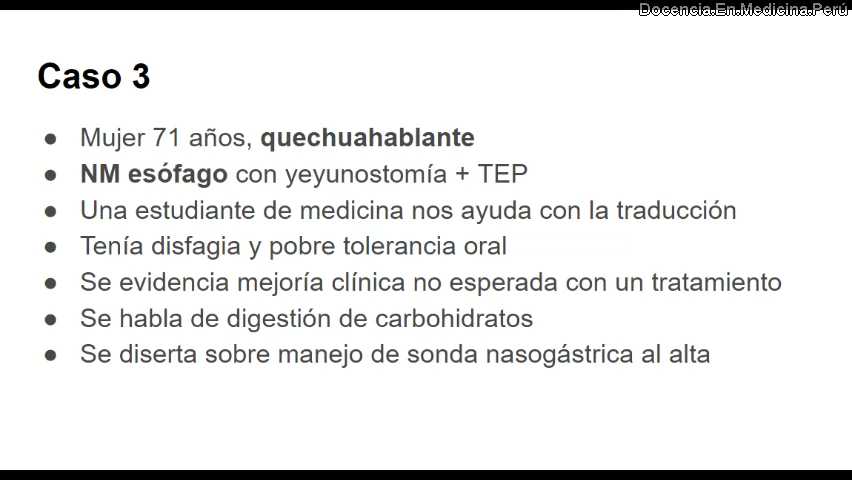 Docencia.En.Medicina.Perú
Caso 3
● Mujer 71 años, quechuahablante
● NM esófago con yeyunostomía + TEP
● Una estudiante de medicina nos ayuda con la traducción
● Tenía disfagia y pobre tolerancia oral
● Se evidencia mejoría clínica no esperada con un tratamiento
● Se habla de digestión de carbohidratos
● Se diserta sobre manejo de sonda nasogástrica al alta